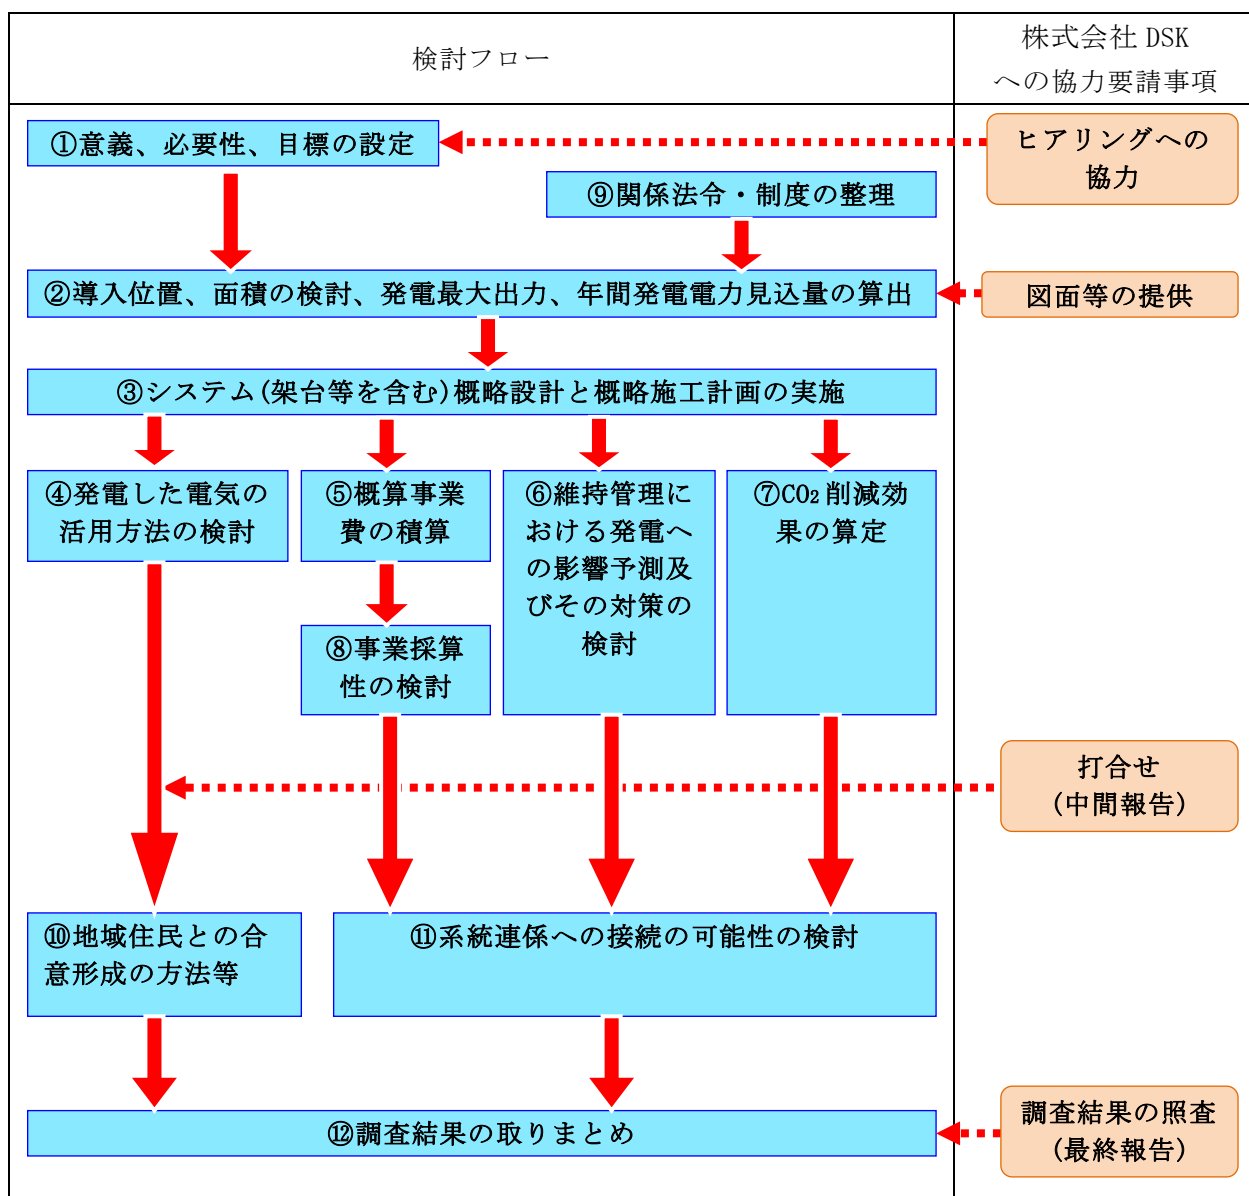 検討フロー
株式会社 DSK
への協力要請事項
①意義、必要性、目標の設定
ヒアリングへの
協力
⑨関係法令・制度の整理
②導入位置、面積の検討、発電最大出力、年間発電電力見込量の算出
図面等の提供
③システム(架台等を含む)概略設計と概略施工計画の実施
④発電した電気の
活用方法の検討
⑤概算事業
費の積算
⑥維持管理に
おける発電へ
の影響予測及
びその対策の
検討
⑦CO₂削減効
果の算定
⑧事業採算
性の検討
打合せ
(中間報告)
⑩地域住民との合
意形成の方法等
⑪系統連係への接続の可能性の検討
⑫調査結果の取りまとめ
調査結果の照査
(最終報告)